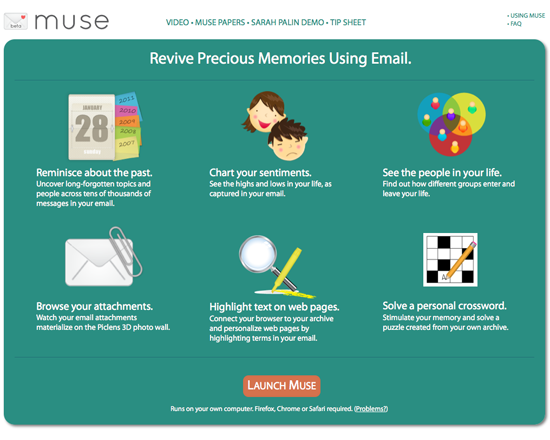 beta
muse
VIDEO • MUSE PAPERS • SARAH PALIN DEMO • TIP SHEET
• USING MUSE
• FAQ
Revive Precious Memories Using Email.
JANUARY
28
2011
2010
2009
2008
2007
Reminisce about the past.
Uncover long-forgotten topics and
people across tens of thousands of
messages in your email.
Chart your sentiments.
See the highs and lows in your life, as
captured in your email.
See the people in your life.
Find out how different groups enter and
leave your life.
Browse your attachments.
Watch your email attachments
materialize on the Piclens 3D photo wall.
Highlight text on web pages.
Connect your browser to your archive
and personalize web pages by
highlighting terms in your email.
Solve a personal crossword.
Stimulate your memory and solve a
puzzle created from your own archive.
LAUNCH MUSE
Runs on your own computer. Firefox, Chrome or Safari required. (Problems?)